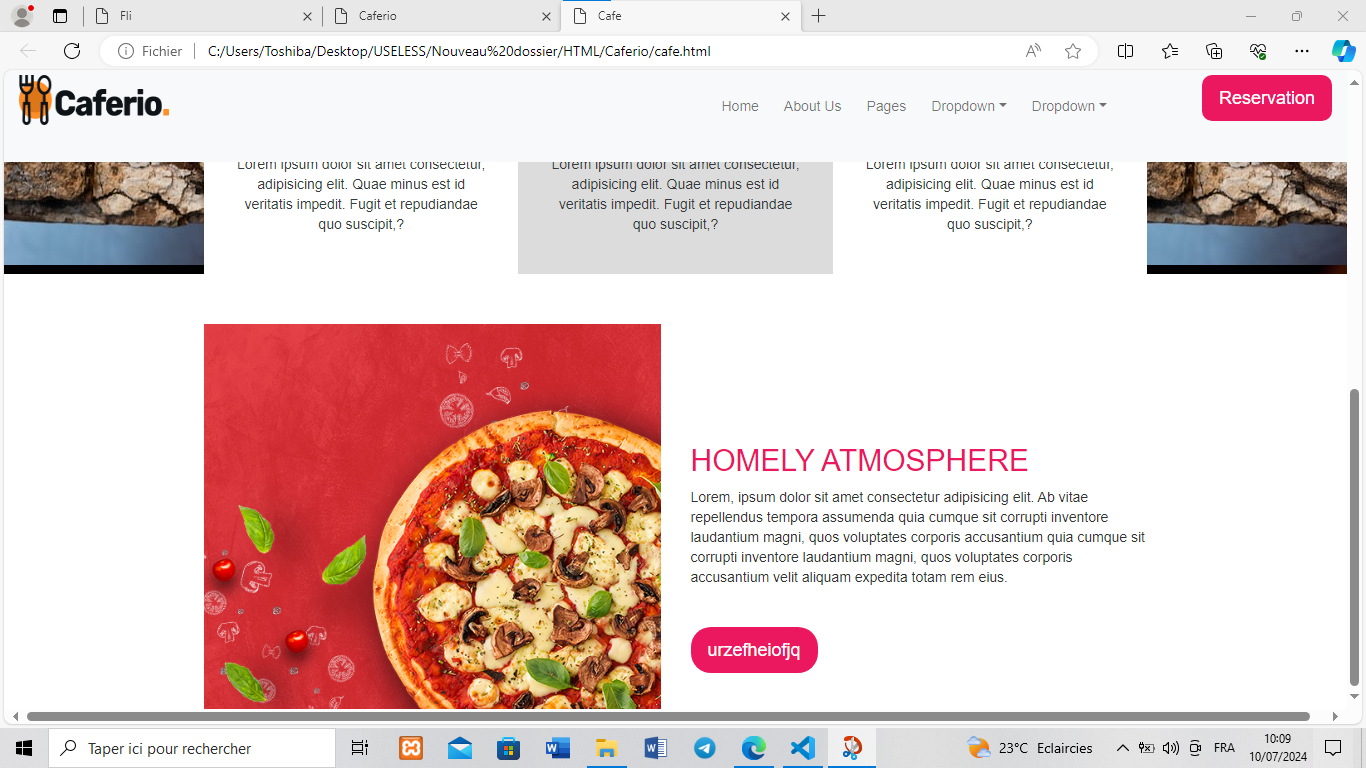 Fli
Caferio
Cafe
Fichier
C:/Users/Toshiba/Desktop/USELESS/Nouveau%20dossier/HTML/Caferio/cafe.html
Caferio.
Home
About Us
Pages
Dropdown
Dropdown
Reservation
Lorem ipsum dolor sit amet consectetur,
adipisicing elit. Quae minus est id
veritatis impedit. Fugit et repudiandae
quo suscipit,?
Lorem ipsum dolor sit amet consectetur,
adipisicing elit. Quae minus est id
veritatis impedit. Fugit et repudiandae
quo suscipit,?
Lorem ipsum dolor sit amet consectetur,
adipisicing elit. Quae minus est id
veritatis impedit. Fugit et repudiandae
quo suscipit,?
HOMELY ATMOSPHERE
Lorem, ipsum dolor sit amet consectetur adipisicing elit. Ab vitae
repellendus tempora assumenda quia cumque sit corrupti inventore
laudantium magni, quos voluptates corporis accusantium quia cumque sit
corrupti inventore laudantium magni, quos voluptates corporis
accusantium velit aliquam expedita totam rem eius.
urzefheiofjq
Taper ici pour rechercher
23°C Eclaircies
FRA
10:09
10/07/2024